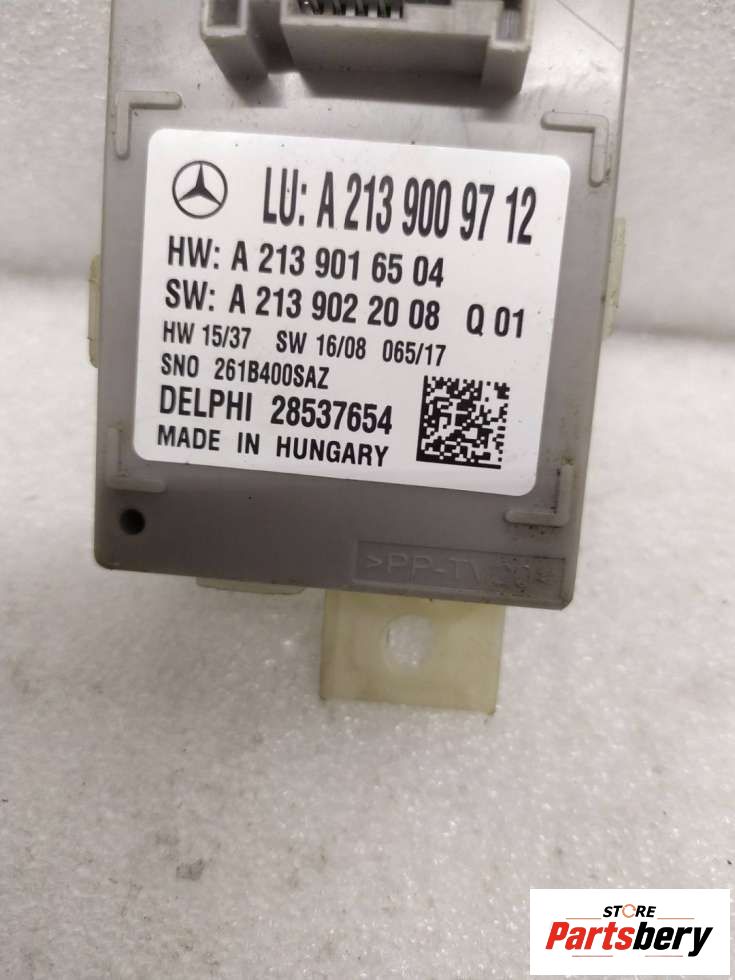 LU: A 213 900 97 12
HW: A 213 901 65 04
SW: A 213 902 20 08 Q 01
HW 15/37 SW 16/08 065/17
SNO 261B400SAZ
DELPHI 28537654
MADE IN HUNGARY
STORE
Partsbery